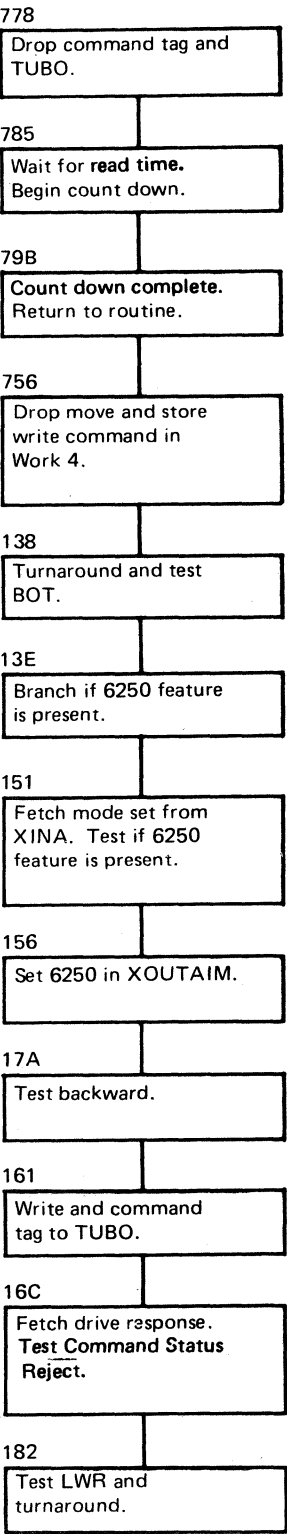 778
Drop command tag and
TUBO.
785
Wait for read time.
Begin count down.
79B
Count down complete.
Return to routine.
756
Drop move and store
write command in
Work 4.
138
Turnaround and test
BOT.
13E
Branch if 6250 feature
is present.
151
Fetch mode set from
XINA. Test if 6250
feature is present.
156
Set 6250 in XOUTAIM.
17A
Test backward.
161
Write and command
tag to TUBO.
16C
Fetch drive response.
Test Command Status
Reject.
182
Test LWR and
turnaround.